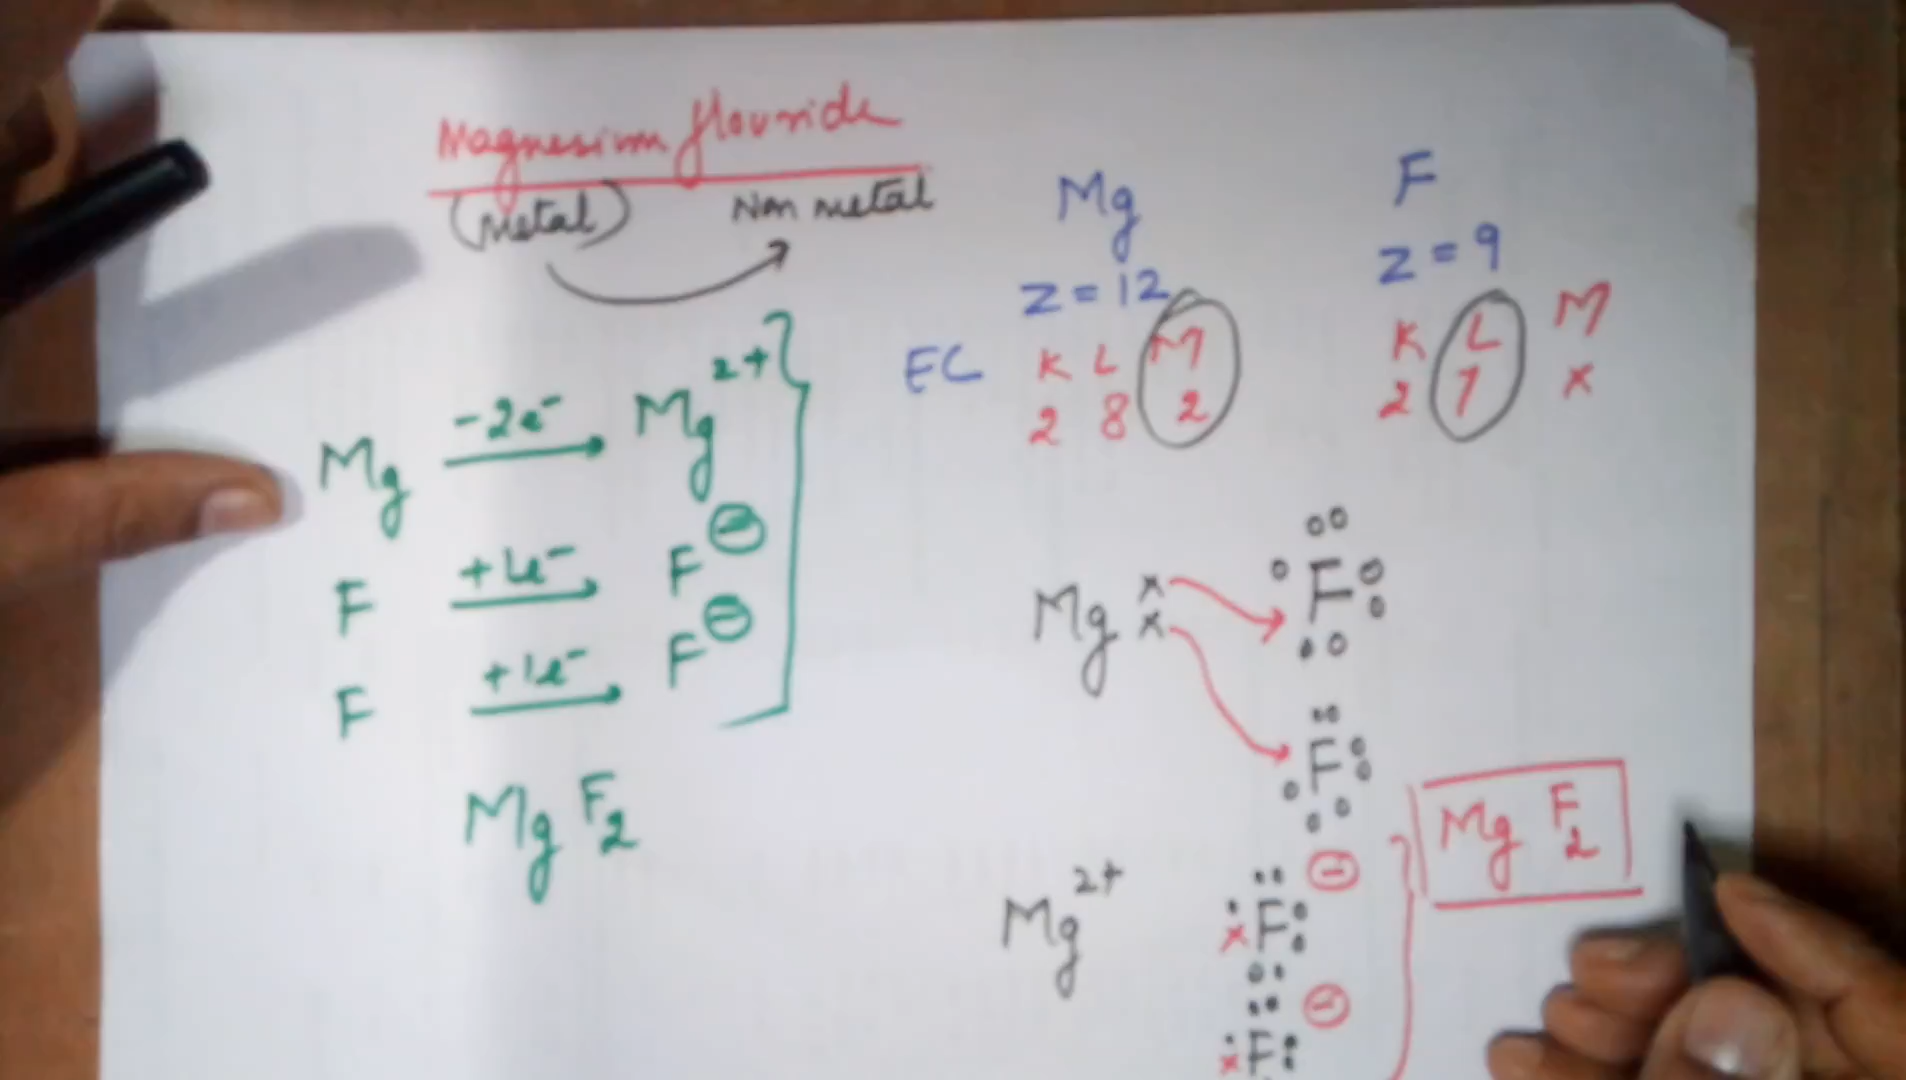 Magnesium flouride
(Metal) Non metal
Mg -2e⁻ → Mg²⁺
F +1e⁻ → F⊖
F +1e⁻ → F⊖
Mg F₂
Mg F
Z = 12 Z = 9
EC K L M K L M
2 8 2 2 7 x
Mg x x F
F
Mg²⁺ x F ⊖
x F ⊖
Mg F₂